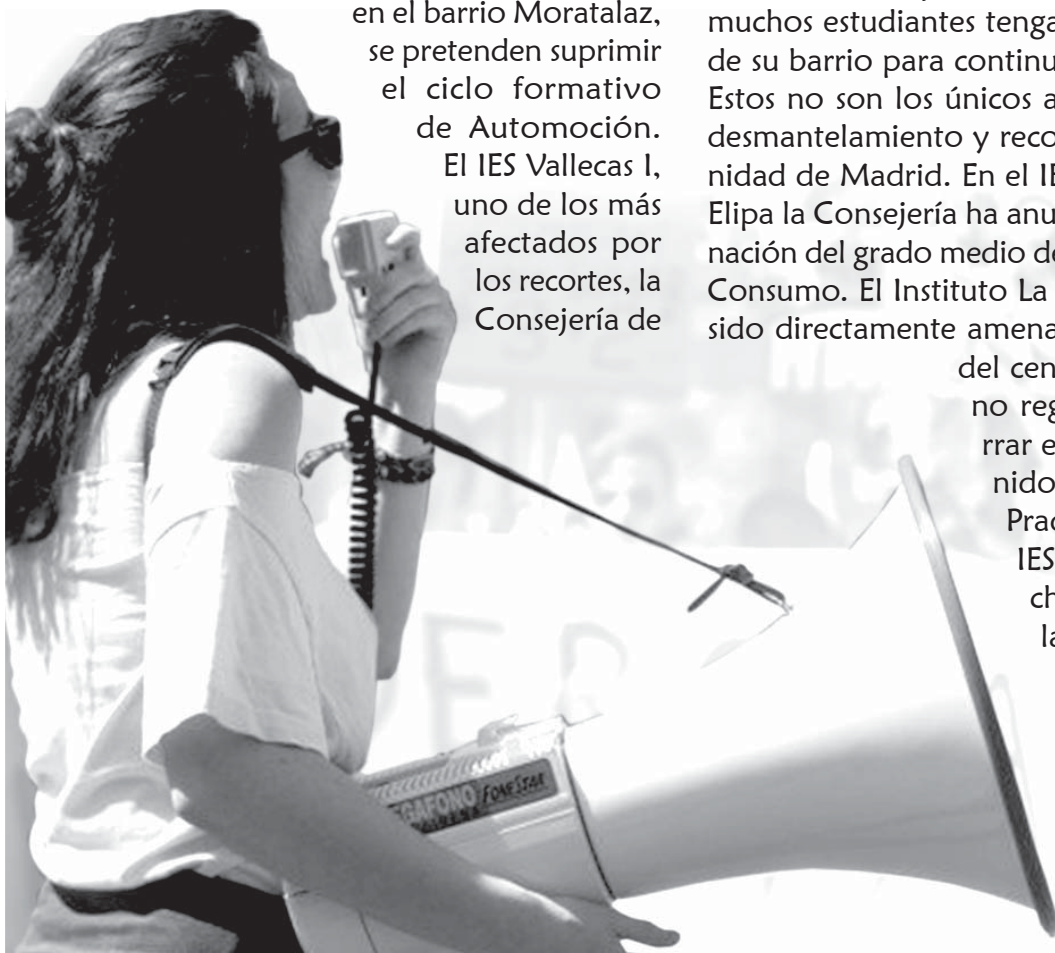 en el barrio Moratalaz,
se pretenden suprimir
el ciclo formativo
de Automoción.
El IES Vallecas I,
uno de los más
afectados por
los recortes, la
Consejería de
muchos estudiantes teng
de su barrio para continu
Estos no son los únicos a
desmantelamiento y reco
nidad de Madrid. En el IE
Elipa la Consejería ha anu
nación del grado medio de
Consumo. El Instituto La
sido directamente amena
del cen
no reg
rrar e
nido
Prac
IES
ch
la
EGAFONO FONESTAR